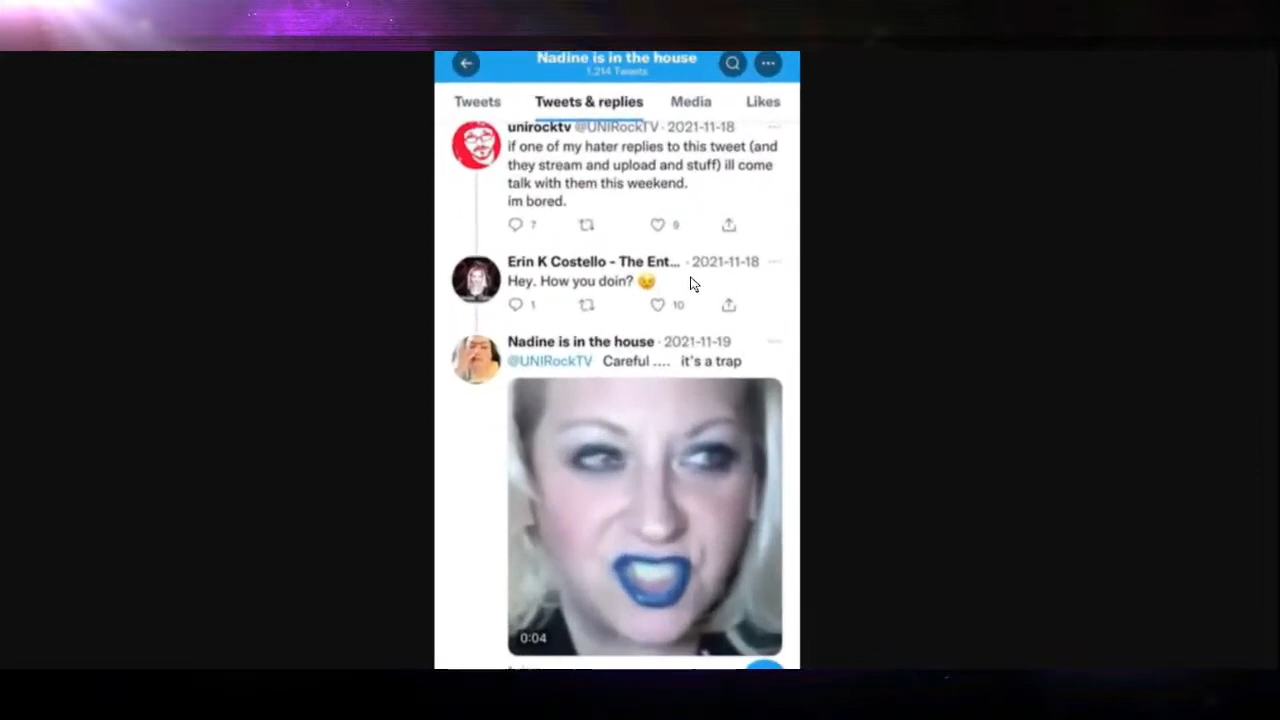 Nadine is in the house
1,214 Tweets
Tweets Tweets & replies Media Likes
unirocktv @UNIRockTV · 2021-11-18
if one of my hater replies to this tweet (and
they stream and upload and stuff) ill come
talk with them this weekend.
im bored.
7 9
Erin K Costello - The Ent... · 2021-11-18
Hey. How you doin? 😉
1 10
Nadine is in the house · 2021-11-19
@UNIRockTV Careful .... it's a trap
0:04